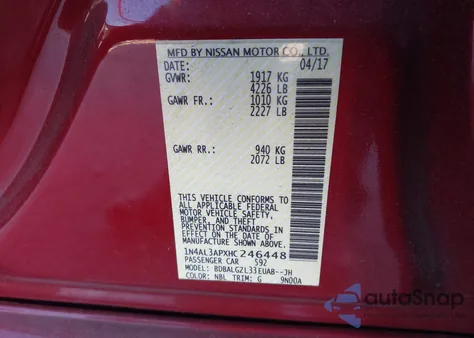 MFD BY NISSAN MOTOR CO., LTD.
DATE: 04/17
GVWR: 1917 KG
4226 LB
GAWR FR.: 1010 KG
2227 LB
GAWR RR.: 940 KG
2072 LB
THIS VEHICLE CONFORMS TO
ALL APPLICABLE FEDERAL
MOTOR VEHICLE SAFETY,
BUMPER, AND THEFT
PREVENTION STANDARDS IN
EFFECT ON THE DATE OF
MANUFACTURE SHOWN ABOVE.
1N4AL3APXHC246448
PASSENGER CAR 592
MODEL: BDBALGZL33EUAB--JH
COLOR: NBL TRIM: G 9N00A
autoSnap